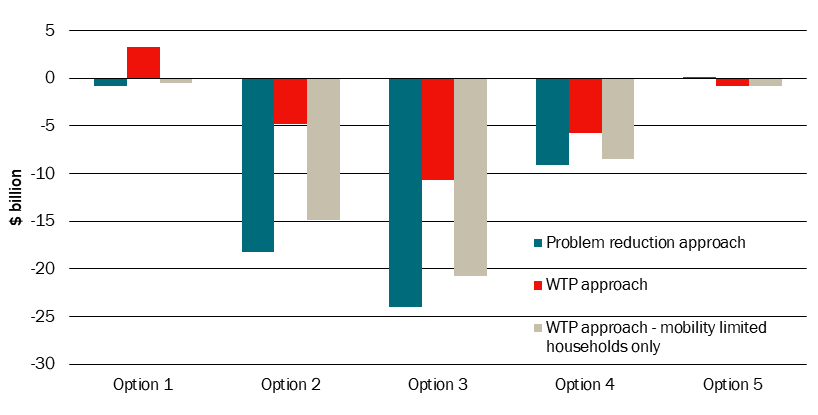 5
0
-5
-10
-15
-20
-25
-30
$ billion
Problem reduction approach
WTP approach
WTP approach - mobility limited
households only
Option 1
Option 2
Option 3
Option 4
Option 5